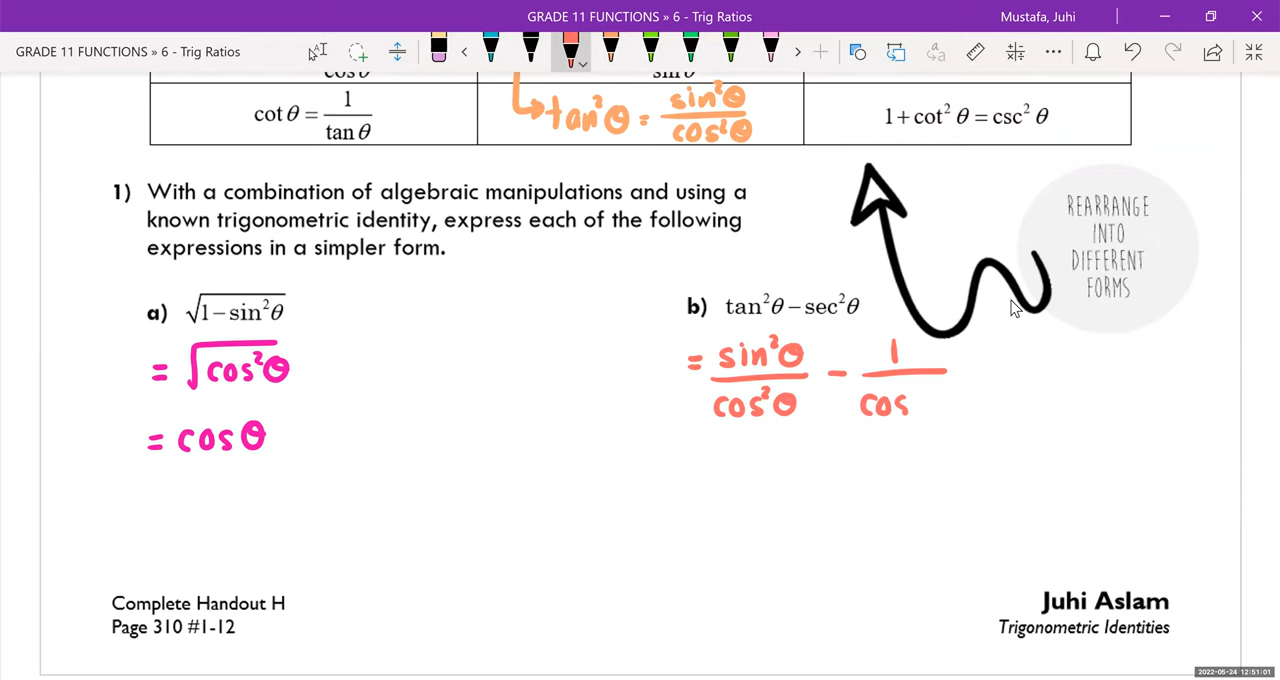 GRADE 11 FUNCTIONS » 6 - Trig Ratios
Mustafa, Juhi
GRADE 11 FUNCTIONS » 6 - Trig Ratios
cosθ
sinθ
cot θ = 1/tan θ
tan²θ = sin²θ/cos²θ
1 + cot² θ = csc² θ
1) With a combination of algebraic manipulations and using a
known trigonometric identity, express each of the following
expressions in a simpler form.
REARRANGE
INTO
DIFFERENT
FORMS
a) √(1 – sin²θ)
= √(cos²θ)
= cosθ
b) tan²θ – sec²θ
= sin²θ/cos²θ - 1/cos
Complete Handout H
Page 310 #1-12
Juhi Aslam
Trigonometric Identities
2022-05-24 12:51:01